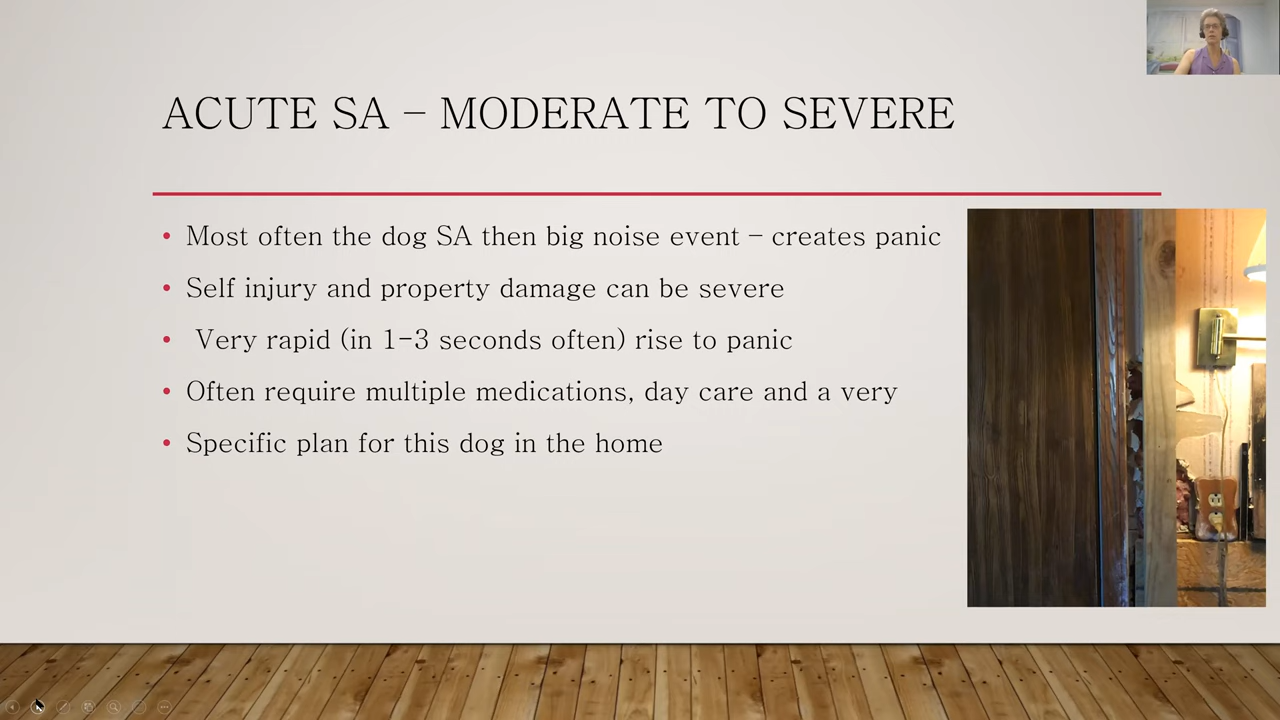 ACUTE SA – MODERATE TO SEVERE
• Most often the dog SA then big noise event – creates panic
• Self injury and property damage can be severe
• Very rapid (in 1-3 seconds often) rise to panic
• Often require multiple medications, day care and a very
• Specific plan for this dog in the home